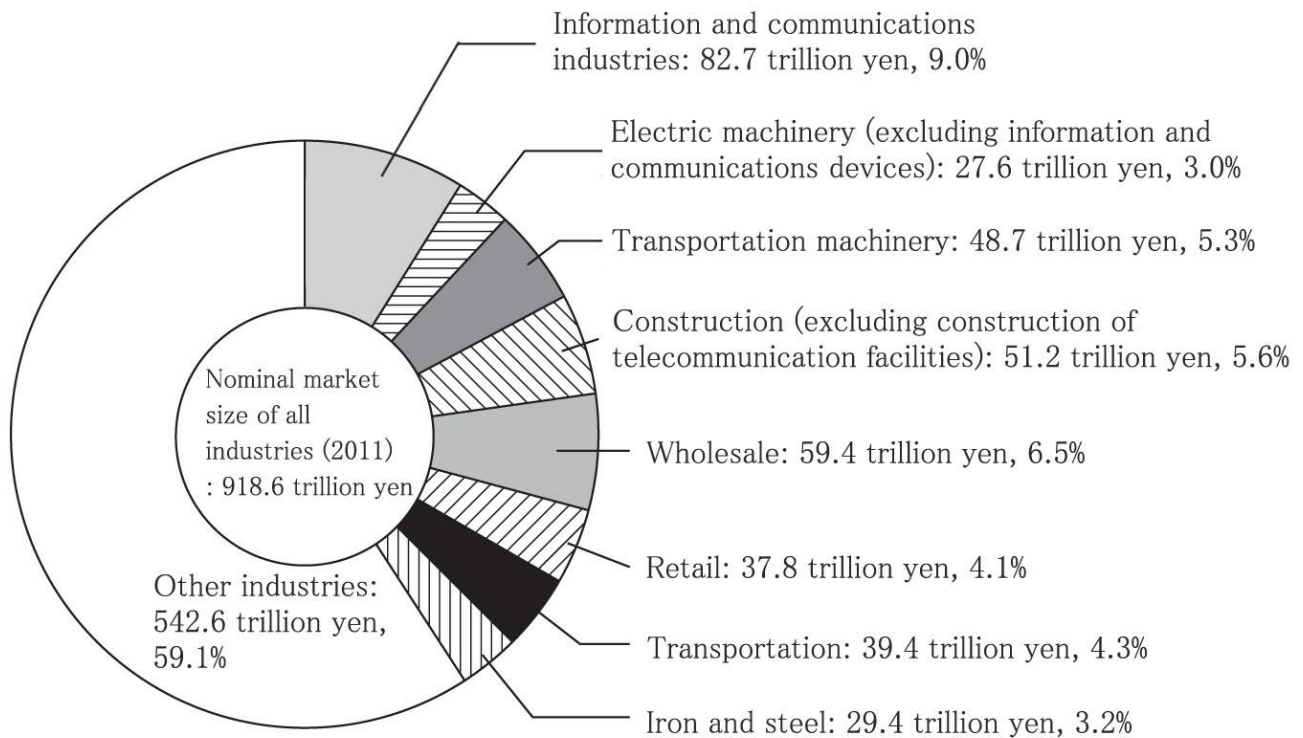 Information and communications
industries: 82.7 trillion yen, 9.0%
Electric machinery (excluding information and
communications devices): 27.6 trillion yen, 3.0%
Transportation machinery: 48.7 trillion yen, 5.3%
Construction (excluding construction of
telecommunication facilities): 51.2 trillion yen, 5.6%
Wholesale: 59.4 trillion yen, 6.5%
Retail: 37.8 trillion yen, 4.1%
Transportation: 39.4 trillion yen, 4.3%
Iron and steel: 29.4 trillion yen, 3.2%
Other industries:
542.6 trillion yen,
59.1%
Nominal market
size of all
industries (2011)
: 918.6 trillion yen